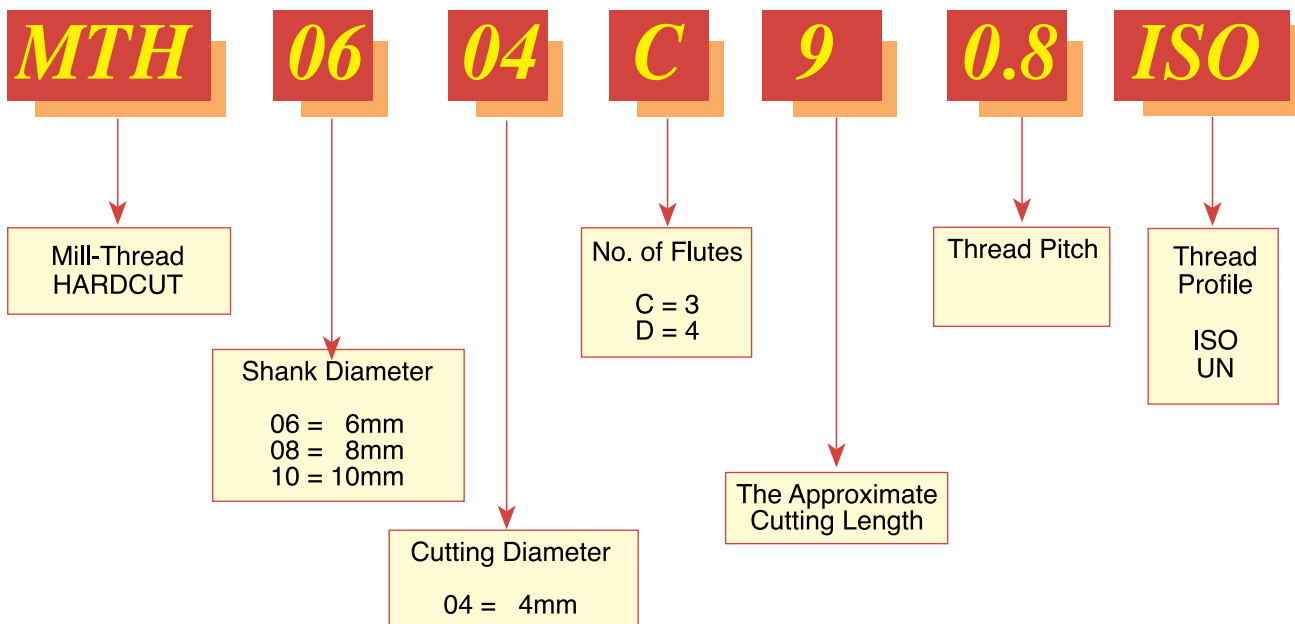 MTH 06 04 C 9 0.8 ISO
Mill-Thread
HARDCUT
Shank Diameter
06 = 6mm
08 = 8mm
10 = 10mm
Cutting Diameter
04 = 4mm
No. of Flutes
C = 3
D = 4
The Approximate
Cutting Length
Thread Pitch
Thread
Profile
ISO
UN